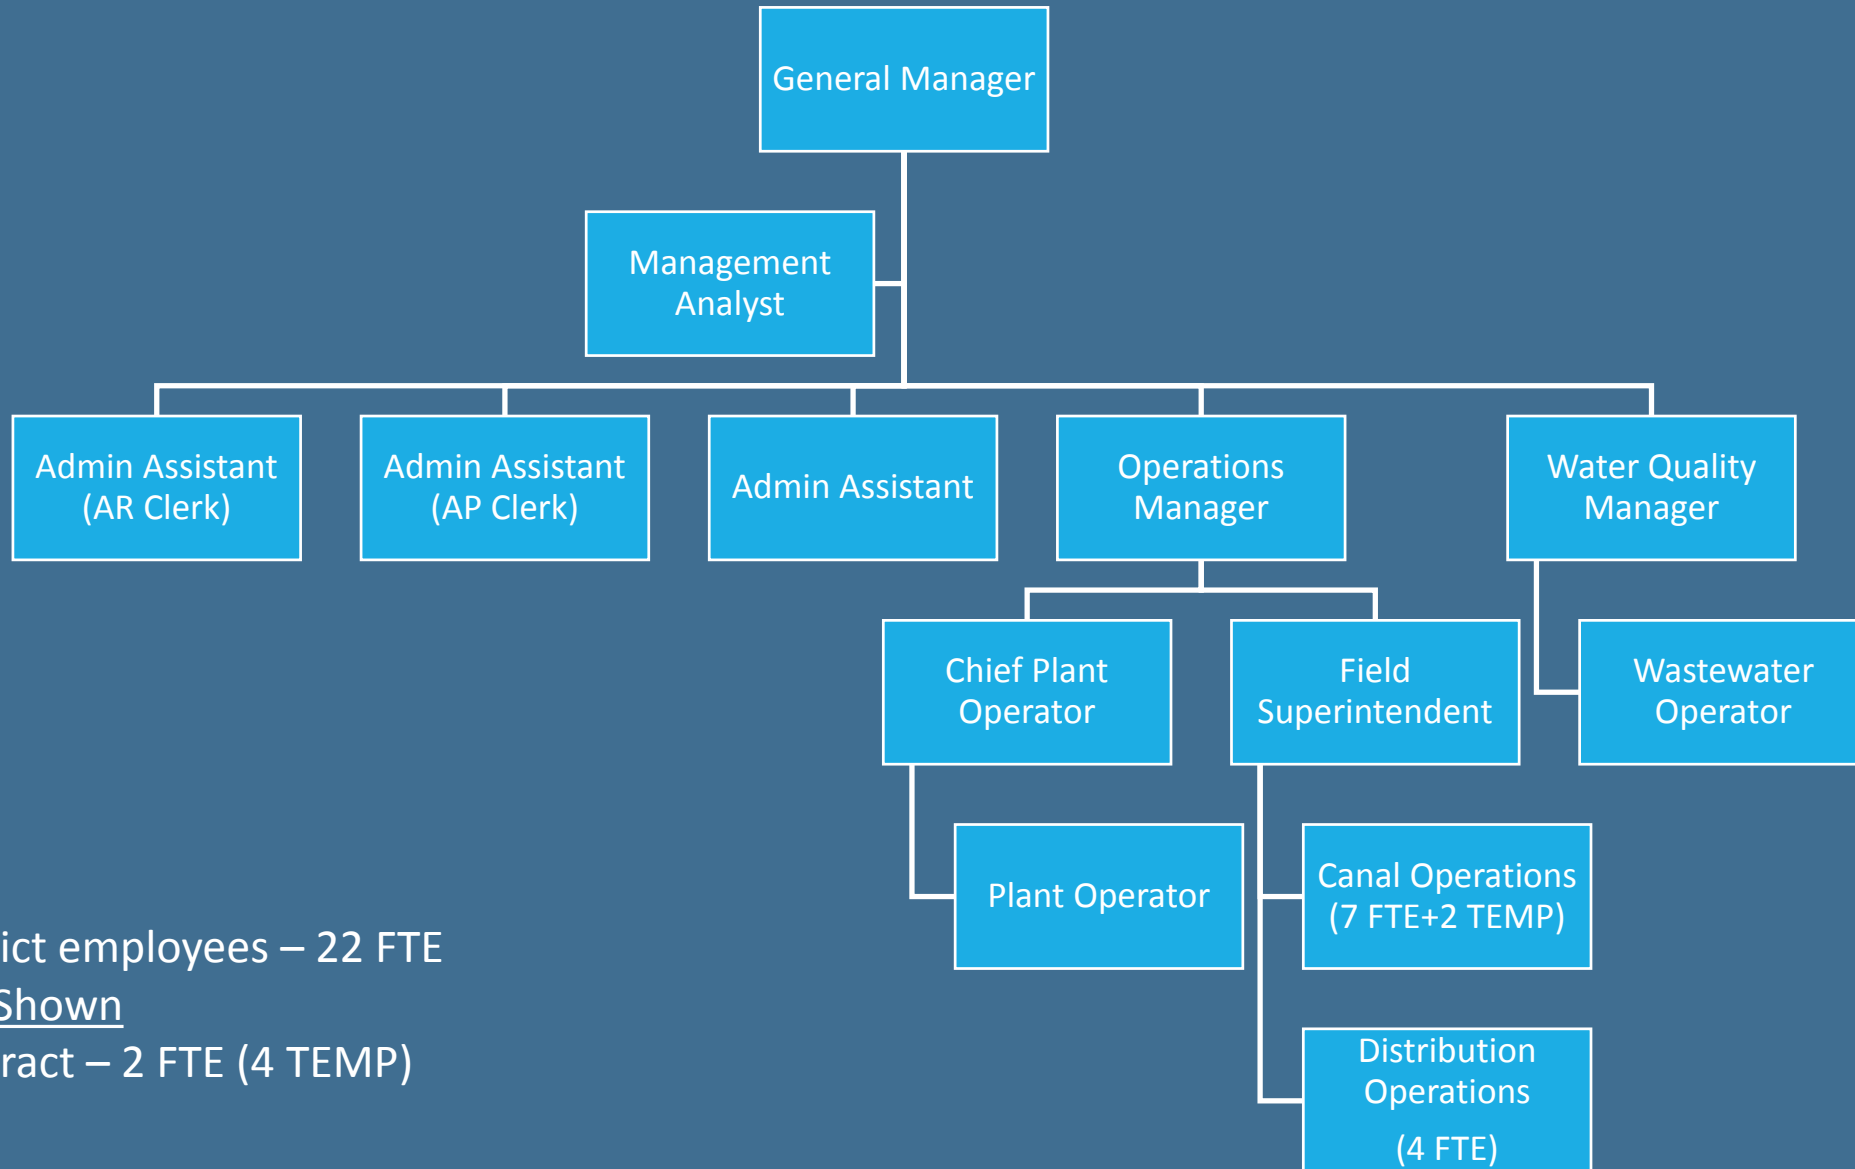 General Manager
Management
Analyst
Admin Assistant
(AR Clerk)
Admin Assistant
(AP Clerk)
Admin Assistant
Operations
Manager
Water Quality
Manager
Chief Plant
Operator
Field
Superintendent
Wastewater
Operator
Plant Operator
Canal Operations
(7 FTE+2 TEMP)
Distribution
Operations
(4 FTE)
ict employees – 22 FTE
Shown
ract – 2 FTE (4 TEMP)